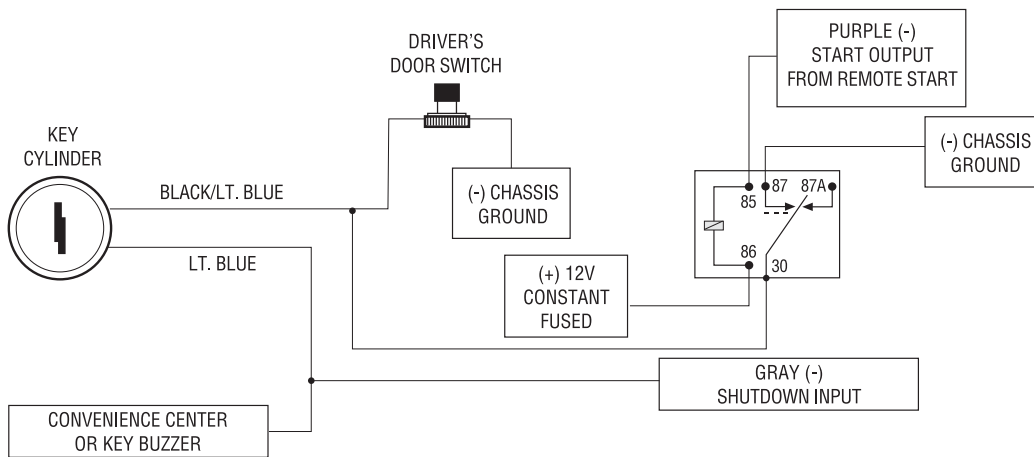 PURPLE (-)
START OUTPUT
FROM REMOTE START
DRIVER'S
DOOR SWITCH
KEY
CYLINDER
(-) CHASSIS
GROUND
BLACK/LT. BLUE
(-) CHASSIS
GROUND
87 87A
85
LT. BLUE
86
30
(+) 12V
CONSTANT
FUSED
GRAY (-)
SHUTDOWN INPUT
CONVENIENCE CENTER
OR KEY BUZZER